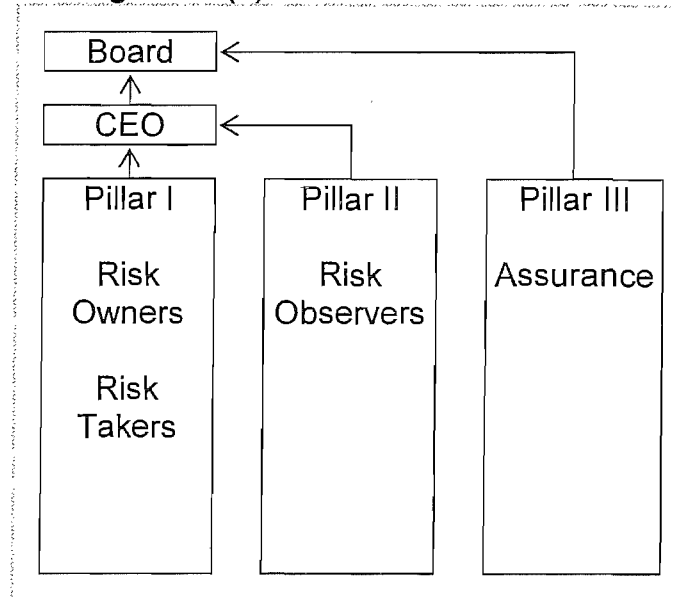 Board
CEO
Pillar I
Risk
Owners
Risk
Takers
Pillar II
Risk
Observers
Pillar III
Assurance